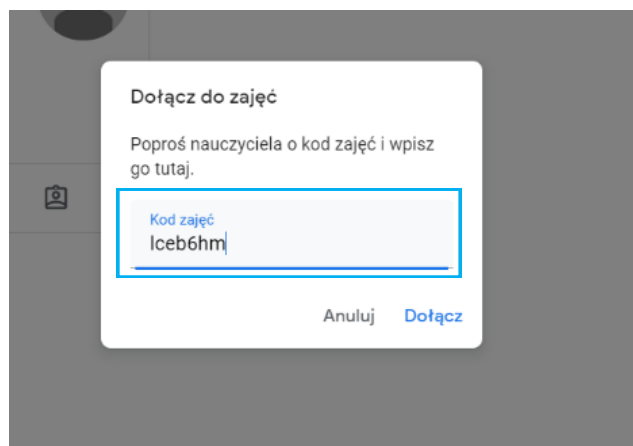 Dołącz do zajęć
Poproś nauczyciela o kod zajęć i wpisz
go tutaj.
Kod zajęć
lceb6hm
Anuluj
Dołącz